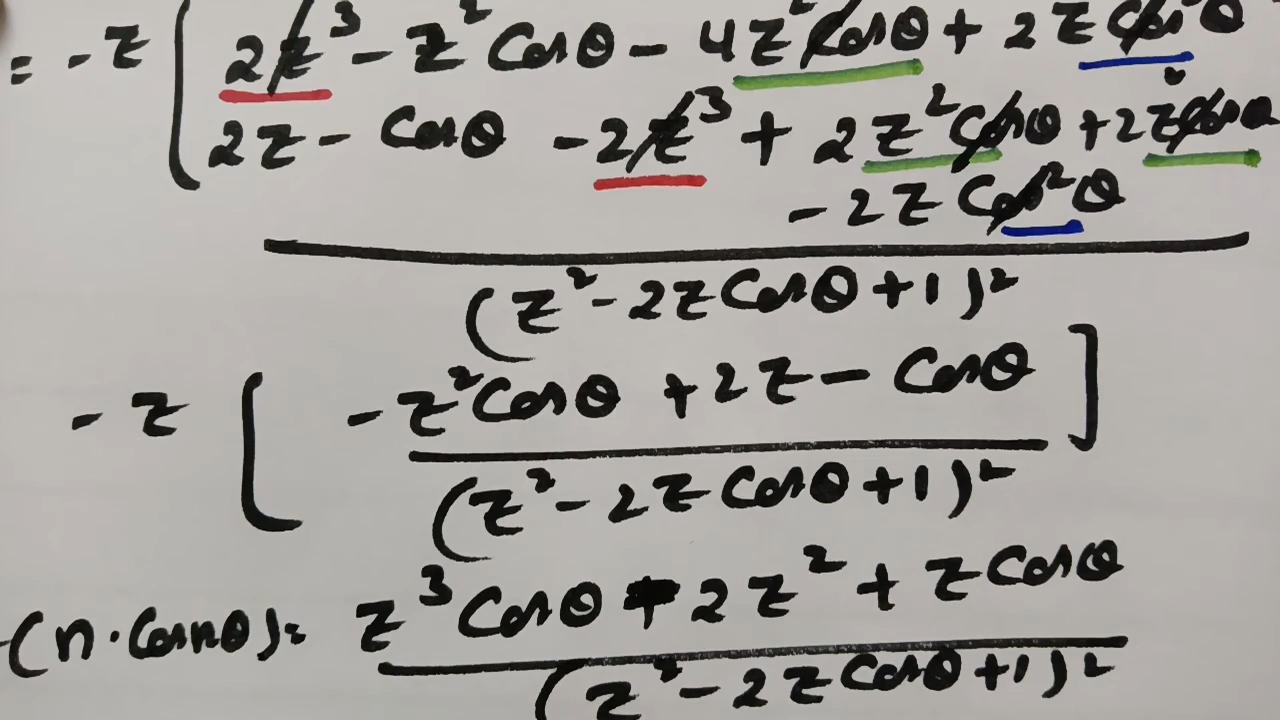 = -z [ 2z³ - z² Cosθ - 4z² Cosθ + 2z Cos²θ
2z - Cosθ - 2z³ + 2z² Cosθ + 2z² Cosθ
- 2z Cos²θ
(z² - 2z Cosθ + 1)²
-z [ -z² Cosθ + 2z - Cosθ ]
(z² - 2z Cosθ + 1)²
(n · Cosnθ) = z³ Cosθ - 2z² + z Cosθ
(z² - 2z Cosθ + 1)²